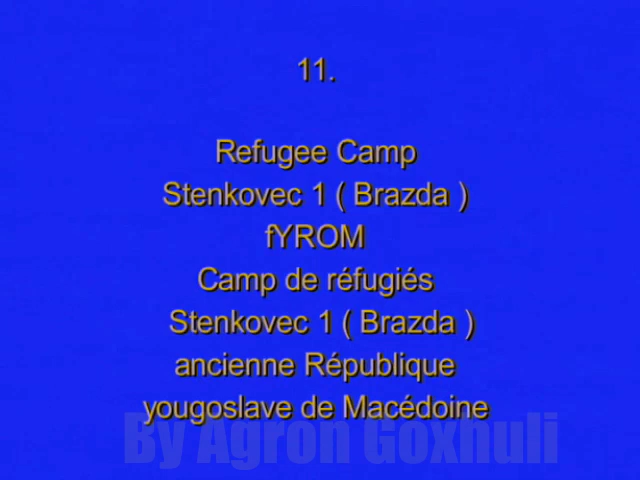 11.
Refugee Camp
Stenkovec 1 ( Brazda )
fYROM
Camp de réfugiés
Stenkovec 1 ( Brazda )
ancienne République
yougoslave de Macédoine
By Agron Goxhuli